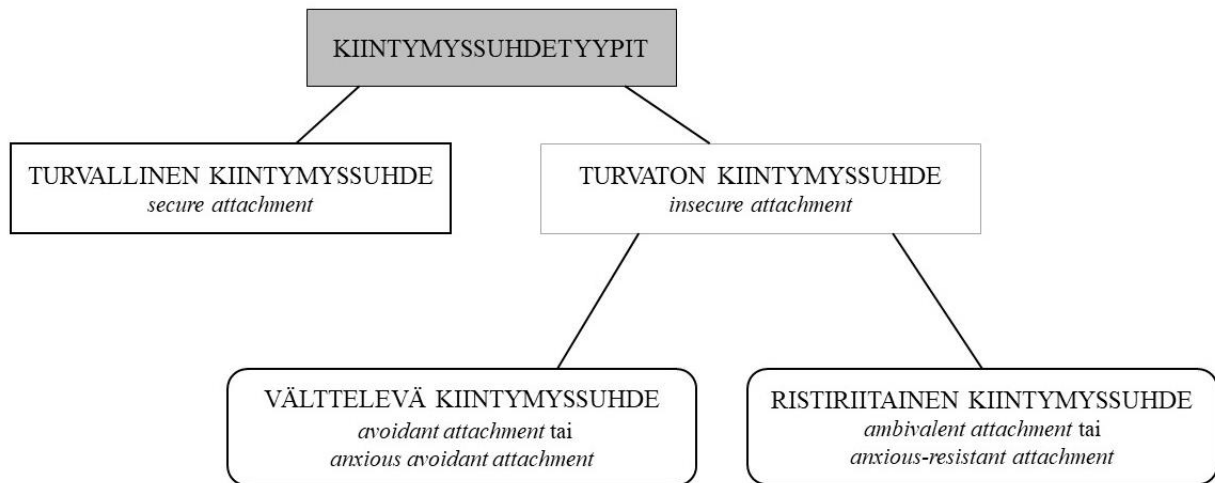 KIINTYMYSSUHDETYYPIT
TURVALLINEN KIINTYMYSSUHDE
secure attachment
TURVATON KIINTYMYSSUHDE
insecure attachment
VÄLTTELEVÄ KIINTYMYSSUHDE
avoidant attachment tai
anxious avoidant attachment
RISTIRIITAINEN KIINTYMYSSUHDE
ambivalent attachment tai
anxious-resistant attachment